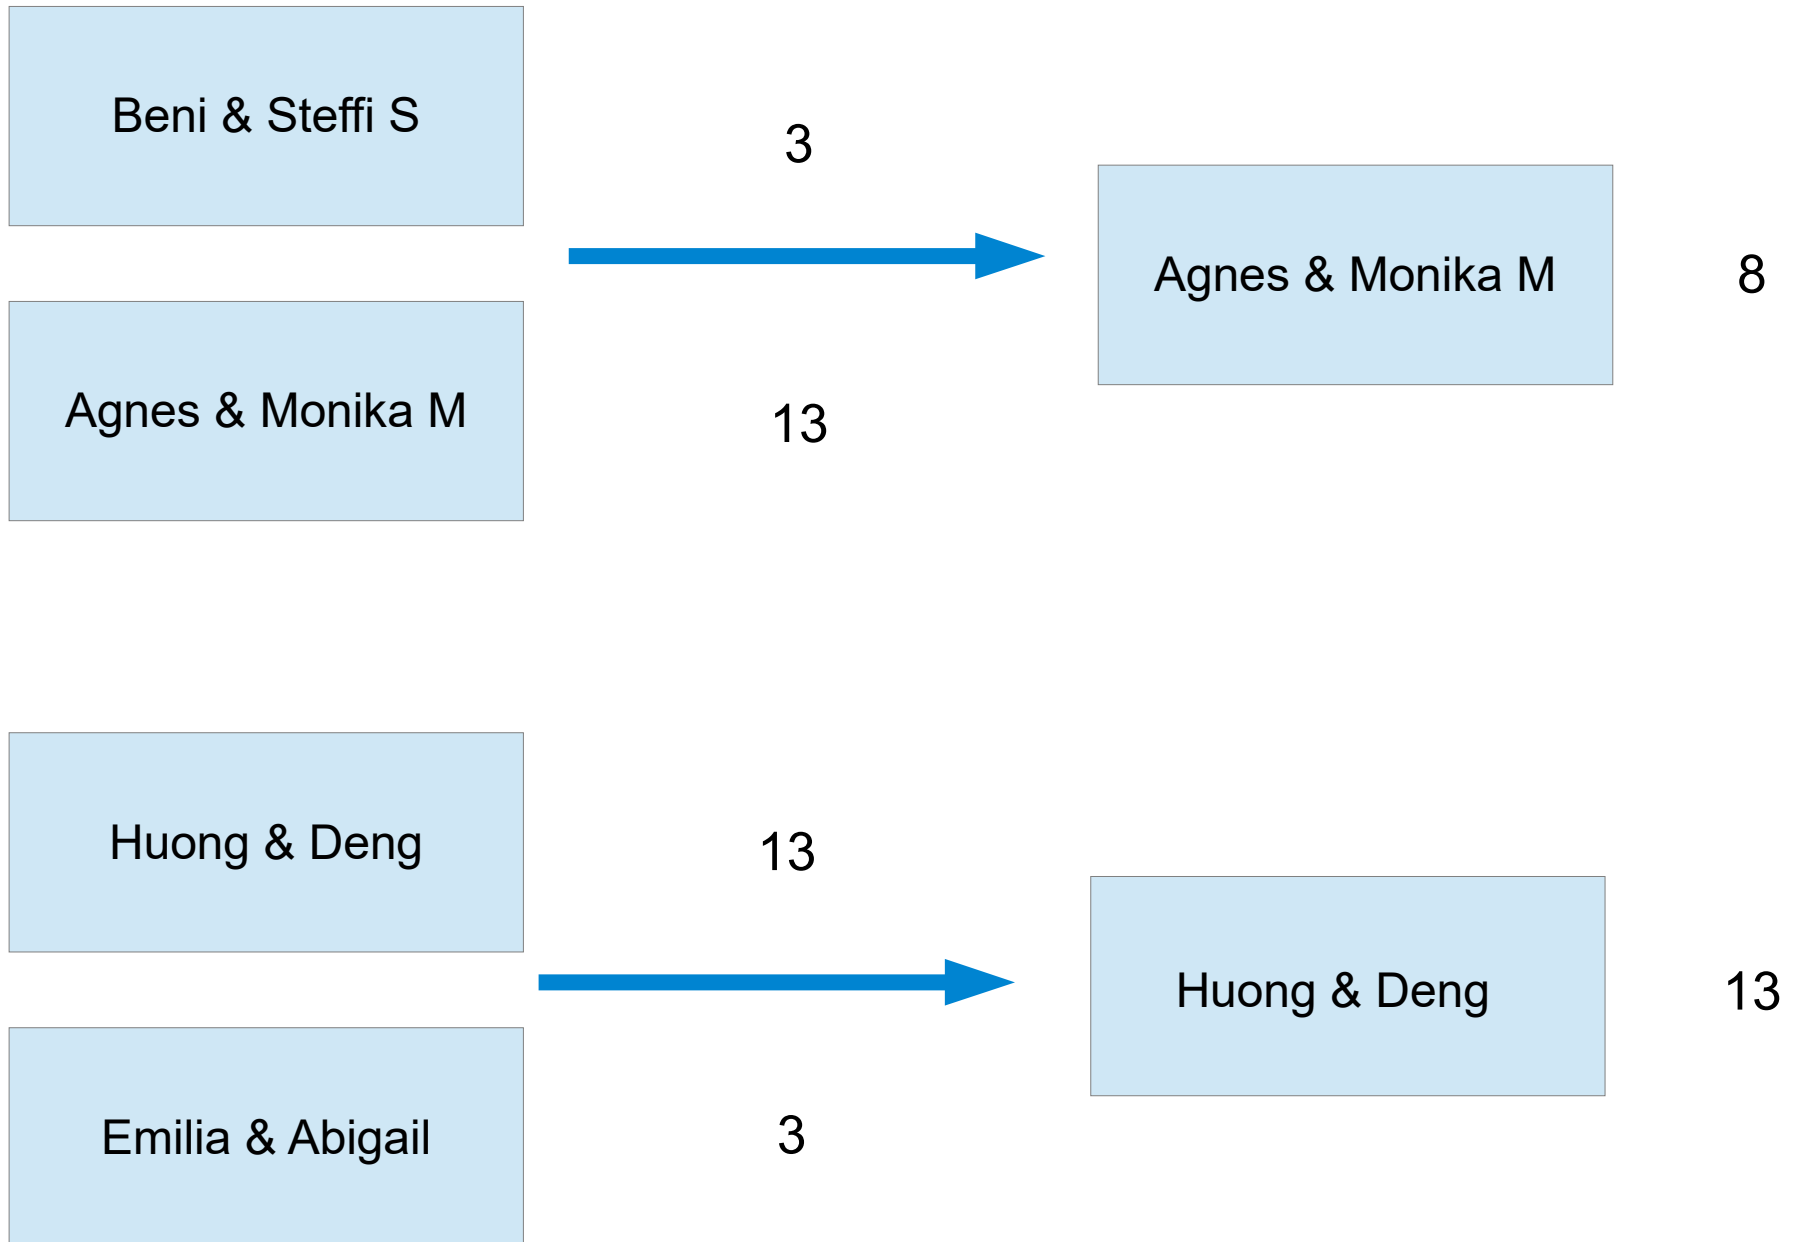 Beni & Steffi S
3
Agnes & Monika M
8
Agnes & Monika M
13
Huong & Deng
13
Huong & Deng
13
Emilia & Abigail
3